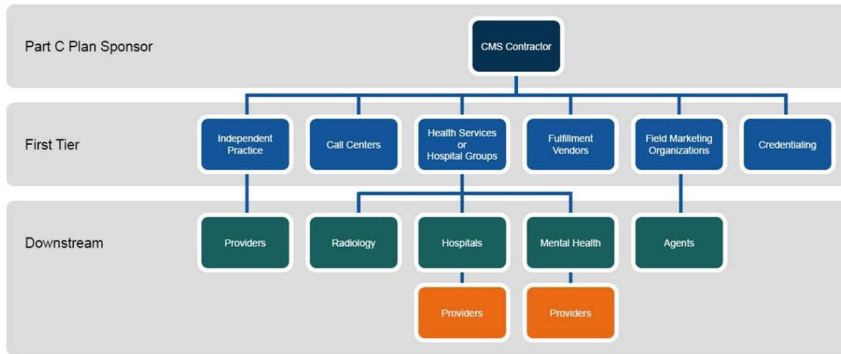 Part C Plan Sponsor
CMS Contractor
First Tier
Independent
Practice
Call Centers
Health Services
or
Hospital Groups
Fulfillment
Vendors
Field Marketing
Organizations
Credentialing
Downstream
Providers
Radiology
Hospitals
Mental Health
Agents
Providers
Providers